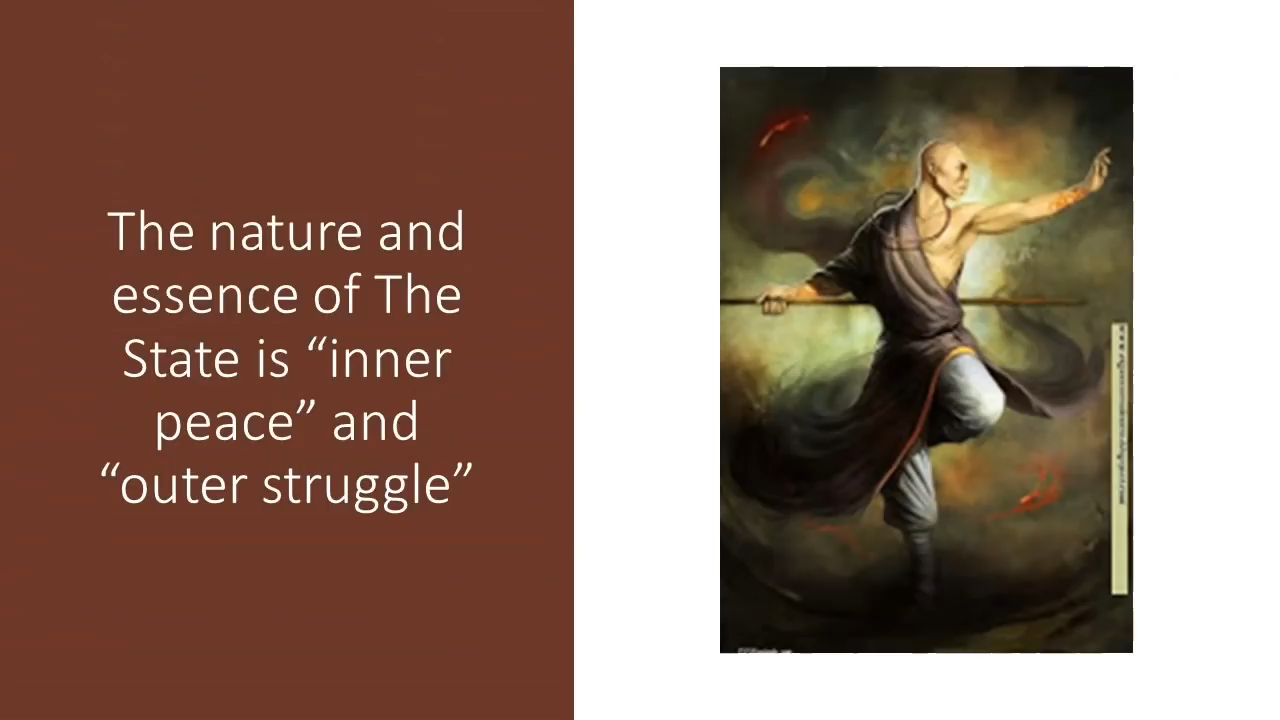 The nature and
essence of The
State is “inner
peace” and
“outer struggle”